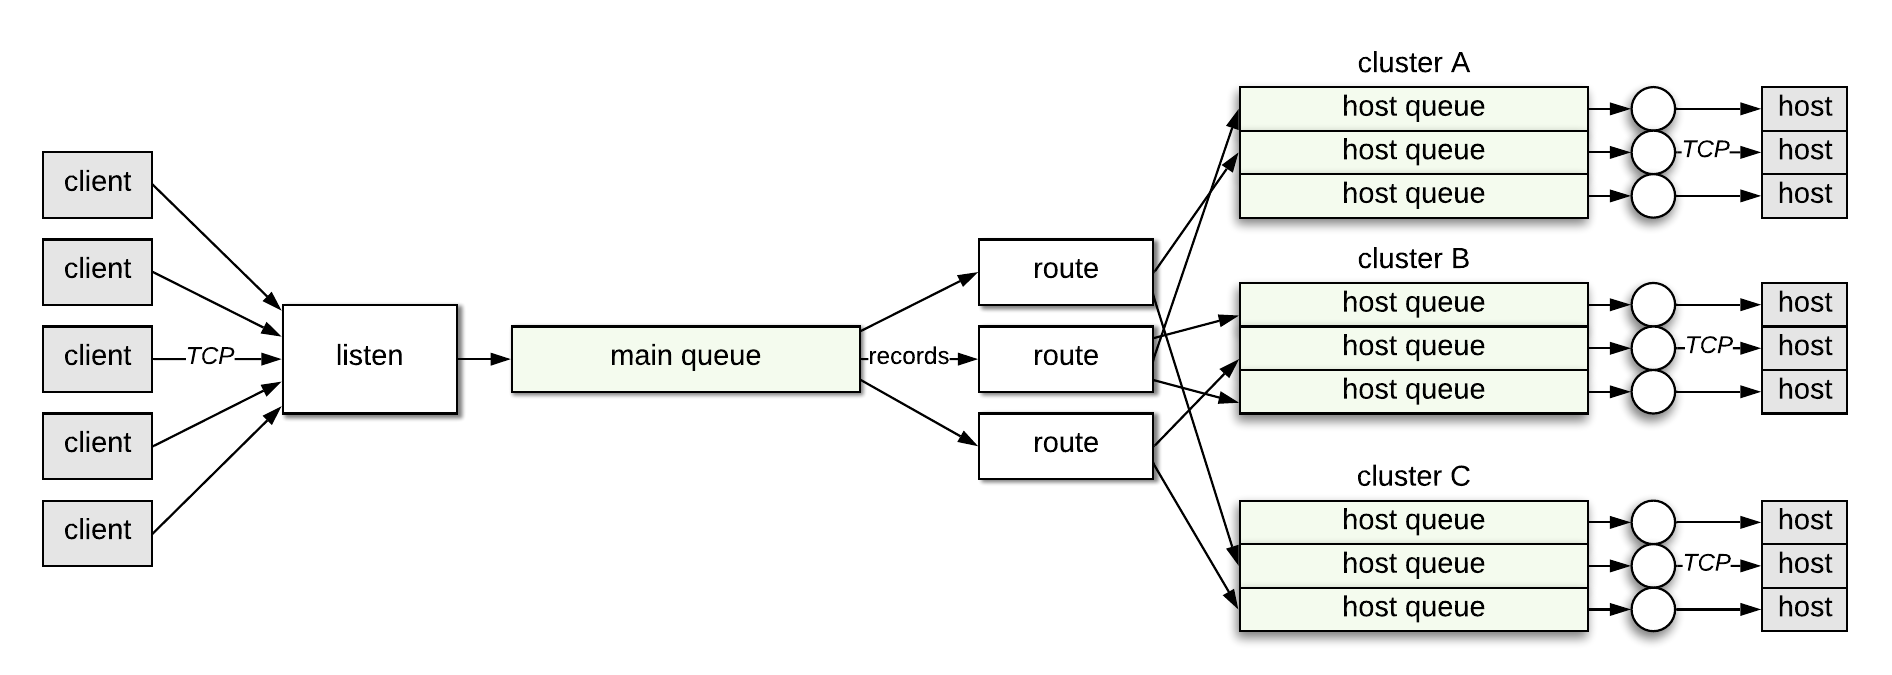 client
client
client
client
client
TCP
listen
main queue
records
route
route
route
cluster A
host queue
host queue
host queue
TCP
host
host
host
cluster B
host queue
host queue
host queue
TCP
host
host
host
cluster C
host queue
host queue
host queue
TCP
host
host
host